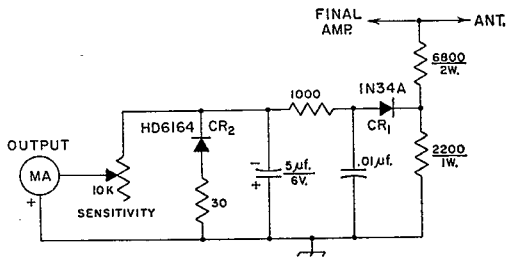 FINAL
AMP.
ANT.
6800
2W.
1000
1N34A
CR1
HD6164
CR2
OUTPUT
MA
+
10K
SENSITIVITY
30
−
+
5µf.
6V.
.01µf.
2200
1W.